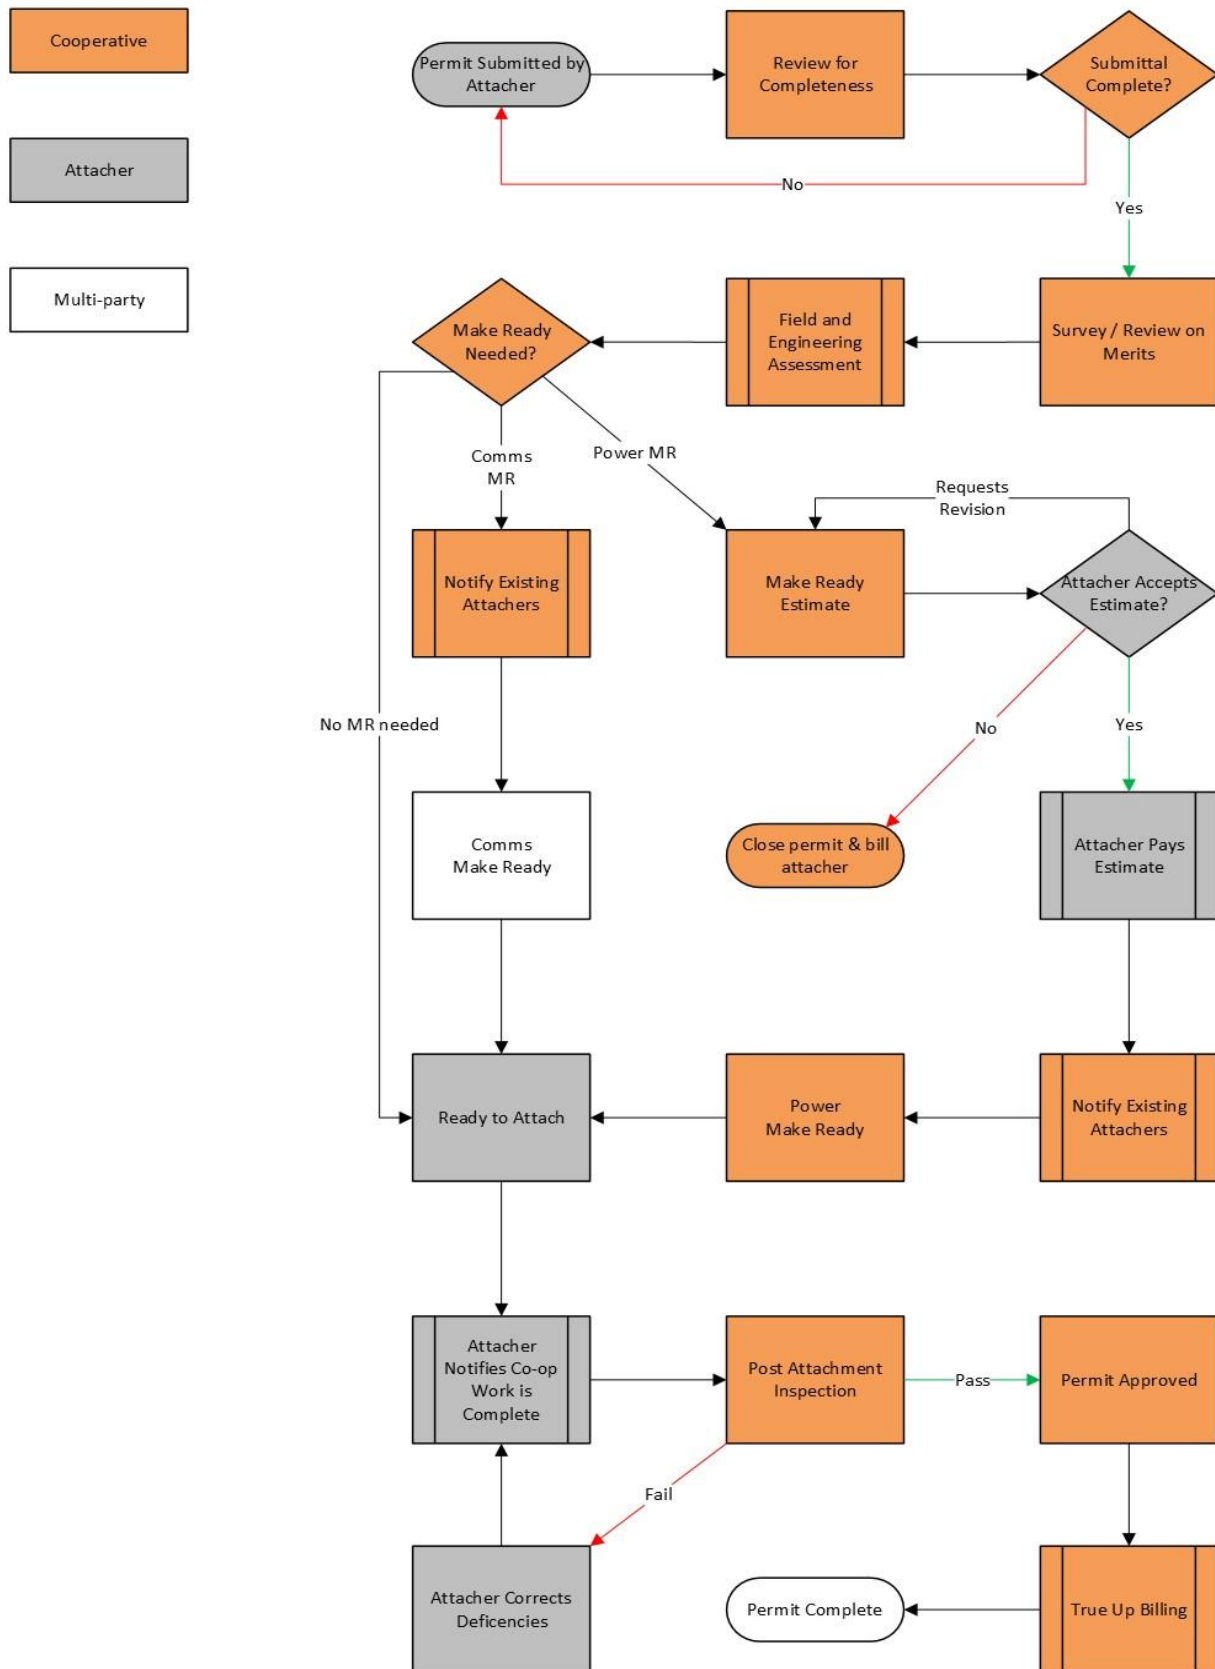 Cooperative
Attacher
Multi-party
Permit Submitted by
Attacher
Review for
Completeness
Submittal
Complete?
No
Yes
Make Ready
Needed?
Field and
Engineering
Assessment
Survey / Review on
Merits
Comms
MR
Power MR
Requests
Revision
Notify Existing
Attachers
Make Ready
Estimate
Attacher Accepts
Estimate?
No MR needed
No
Yes
Comms
Make Ready
Close permit & bill
attacher
Attacher Pays
Estimate
Ready to Attach
Power
Make Ready
Notify Existing
Attachers
Attacher
Notifies Co-op
Work is
Complete
Post Attachment
Inspection
Pass
Permit Approved
Fail
Attacher Corrects
Deficencies
Permit Complete
True Up Billing